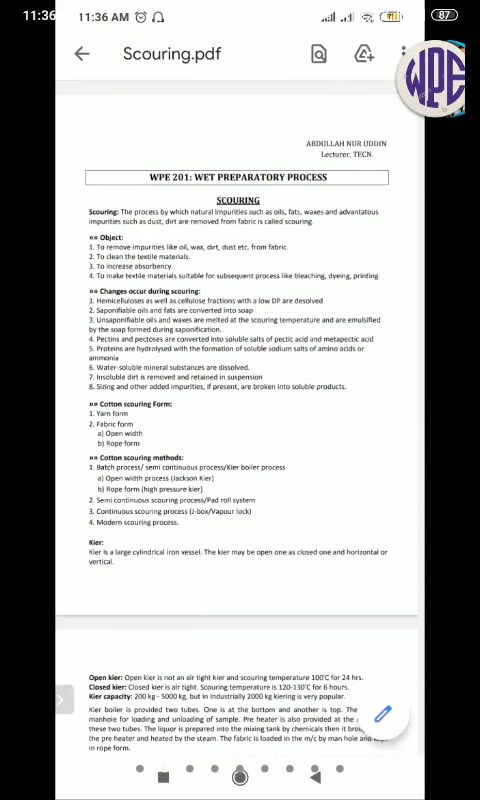 11:36
11:36 AM
87
Scouring.pdf
WPE
ABDULLAH NUR UDDIN
Lecturer, TECN.
WPE 201: WET PREPARATORY PROCESS
SCOURING
Scouring: The process by which natural Impurities such as oils, fats, waxes and advantatous
impurities such as dust, dirt are removed from fabric is called scouring.
»» Object:
1. To remove impurities like oil, wax, dirt, dust etc. from fabric.
2. To clean the textile materials.
3. To increase absorbency.
4. To make textile materials suitable for subsequent process like bleaching, dyeing, printing.
»» Changes occur during scouring:
1. Hemicelluloses as well as cellulose fractions with a low DP are desolved
2. Saponifiable oils and fats are converted into soap
3. Unsaponifiable oils and waxes are melted at the scouring temperature and are emulsified
by the soap formed during saponification.
4. Pectins and pectoses are converted into soluble salts of pectic acid and metapectic acid
5. Proteins are hydrolysed with the formation of soluble sodium salts of amino acids or
ammonia
6. Water-soluble mineral substances are dissolved.
7. Insoluble dirt is removed and retained in suspension
8. Sizing and other added impurities, if present, are broken into soluble products.
»» Cotton scouring Form:
1. Yarn form
2. Fabric form
a) Open width
b) Rope form
»» Cotton scouring methods:
1. Batch process/ semi continuous process/Kier boiler process
a) Open width process (Jackson Kier)
b) Rope form (high pressure kier)
2. Semi continuous scouring process/Pad roll system
3. Continuous scouring process (J-box/Vapour lock)
4. Modern scouring process.
Kier:
Kier is a large cylindrical iron vessel. The kier may be open one as closed one and horizontal or
vertical.
Open kier: Open kier is not an air tight kier and scouring temperature 100°C for 24 hrs.
Closed kier: Closed kier is air tight. Scouring temperature is 120-130°C for 6 hours.
Kier capacity: 200 kg - 5000 kg, but in Industrially 2000 kg kiering is very popular.
Kier boiler is provided two tubes. One is at the bottom and another is top. The
manhole for loading and unloading of sample. Pre heater is also provided at the
these two tubes. The liquor is prepared into the mixing tank by chemicals then it
the pre heater and heated by the steam. The fabric is loaded in the m/c by man hole and
in rope form.